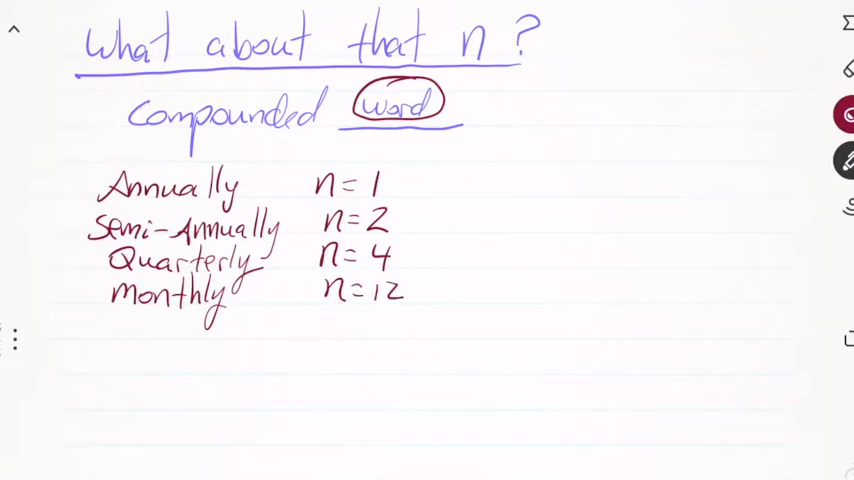 What about that n ?
Compounded word
Annually n = 1
Semi-Annually n = 2
Quarterly n = 4
Monthly n = 12